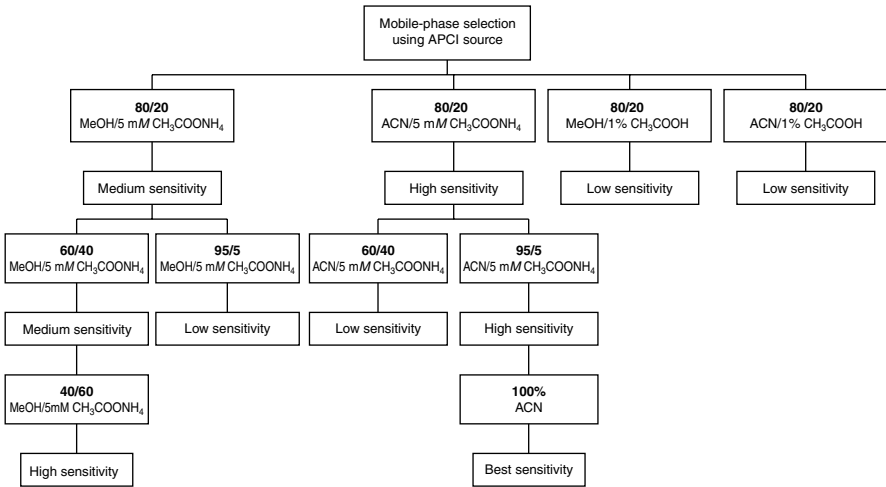 Mobile-phase selection
using APCI source
80/20
MeOH/5 mM CH₃COONH₄
80/20
ACN/5 mM CH₃COONH₄
80/20
MeOH/1% CH₃COOH
80/20
ACN/1% CH₃COOH
Medium sensitivity
High sensitivity
Low sensitivity
Low sensitivity
60/40
MeOH/5 mM CH₃COONH₄
95/5
MeOH/5 mM CH₃COONH₄
60/40
ACN/5 mM CH₃COONH₄
95/5
ACN/5 mM CH₃COONH₄
Medium sensitivity
Low sensitivity
Low sensitivity
High sensitivity
40/60
MeOH/5mM CH₃COONH₄
100%
ACN
High sensitivity
Best sensitivity